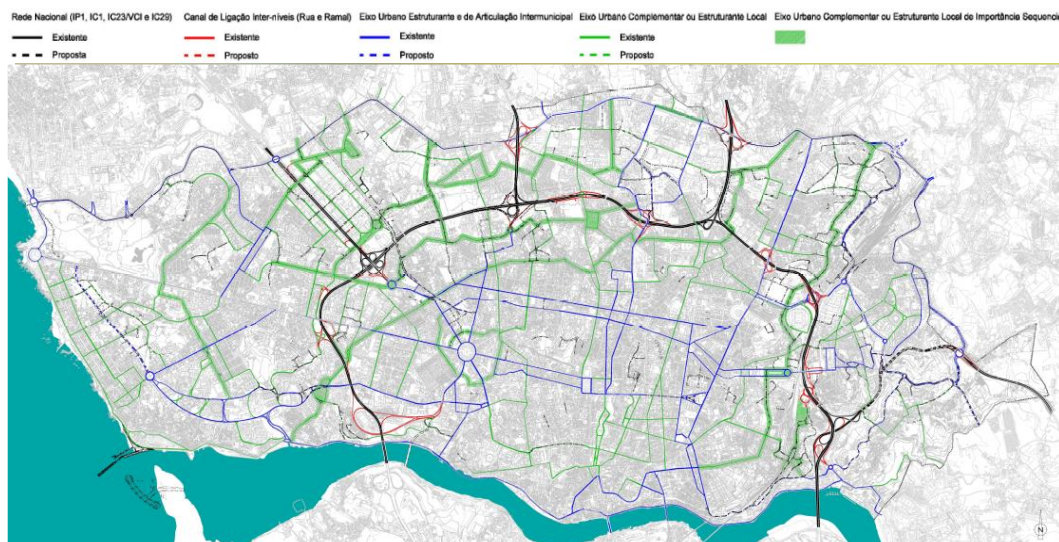 Rede Nacional (IP1, IC1, IC23/VCI e IC29)
Existente
Proposta
Canal de Ligação Inter-níveis (Rua e Ramal)
Existente
Proposto
Eixo Urbano Estruturante e de Articulação Intermunicipal
Existente
Proposto
Eixo Urbano Complementar ou Estruturante Local
Existente
Proposto
Eixo Urbano Complementar ou Estruturante Local de Importância Sequencia
N